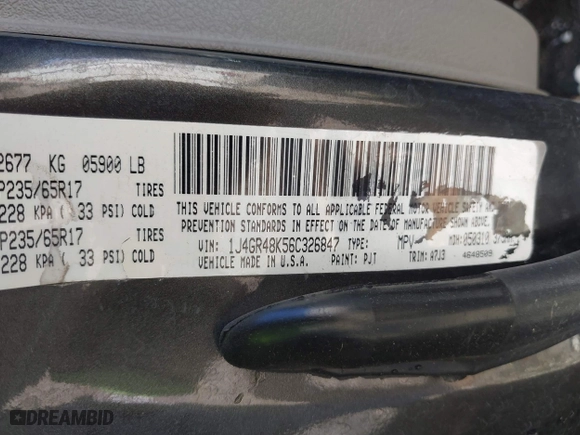 2677 KG 05900 LB
P235/65R17 TIRES
228 KPA ( 33 PSI) COLD
P235/65R17 TIRES
228 KPA ( 33 PSI) COLD
THIS VEHICLE CONFORMS TO ALL APPLICABLE FEDERAL MOTOR VEHICLE SAFETY
PREVENTION STANDARDS IN EFFECT ON THE DATE OF MANUFACTURE SHOWN ABOVE.
VIN: 1J4GR48K56C326847 TYPE: MPV MDH:
VEHICLE MADE IN U.S.A. PAINT: PJT TRIM: A7J3
DREAMBID